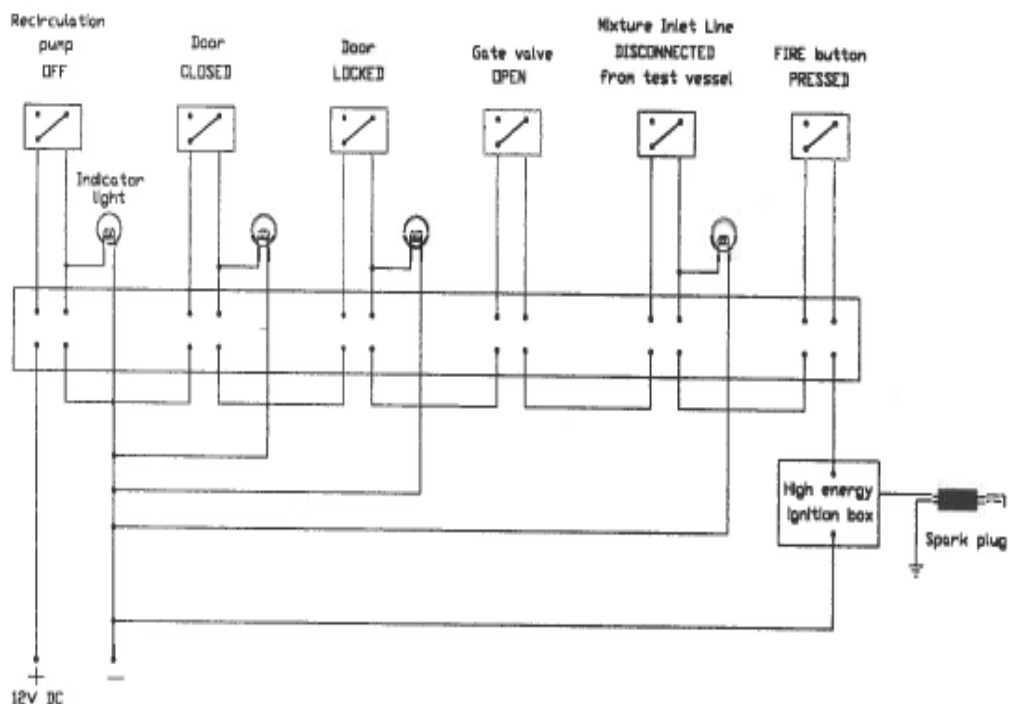 Recirculation
pump
OFF
Door
CLOSED
Door
LOCKED
Gate valve
OPEN
Mixture Inlet Line
DISCONNECTED
from test vessel
FIRE button
PRESSED
Indicator
light
High energy
ignition box
Spark plug
+
—
12V DC